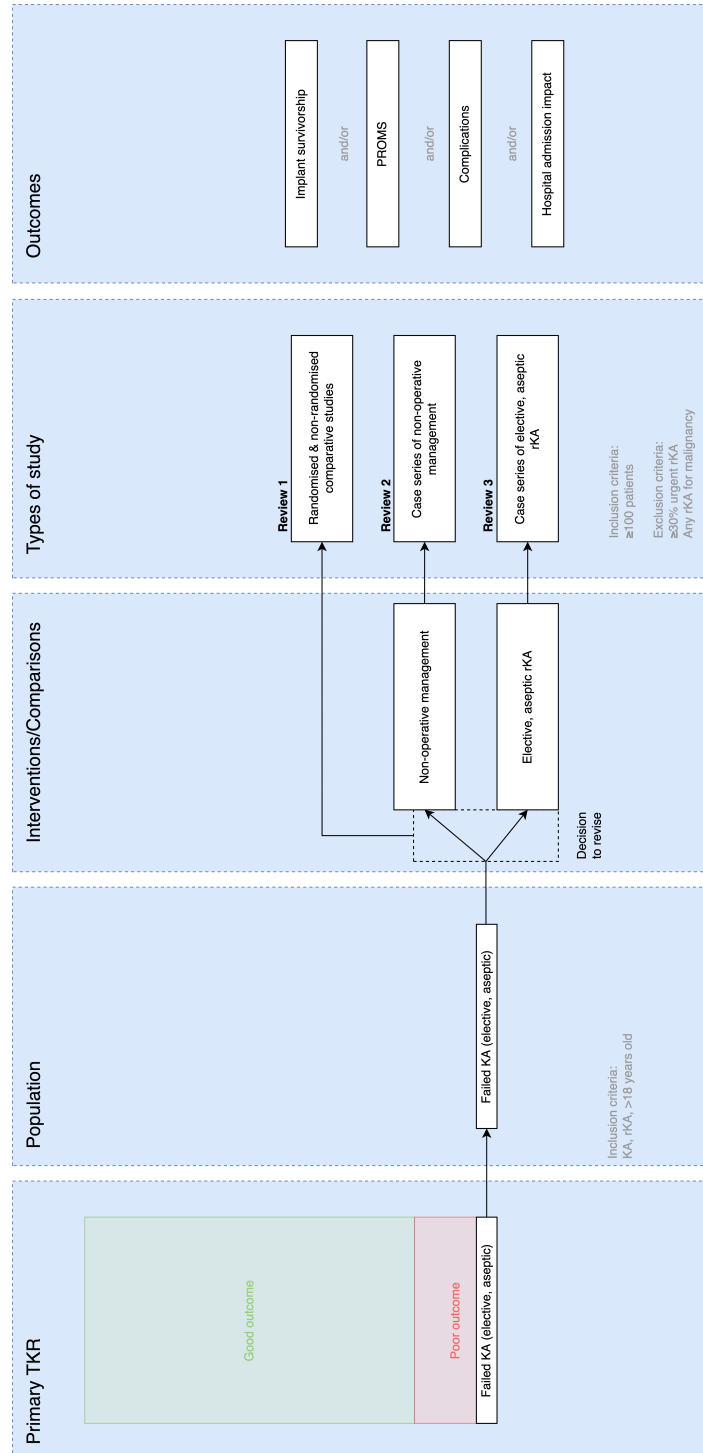 Primary TKR
Good outcome
Poor outcome
Failed KA (elective, aseptic)
Population
Failed KA (elective, aseptic)
Inclusion criteria:
KA, rKA, >18 years old
Interventions/Comparisons
Non-operative management
Elective, aseptic rKA
Decision
to revise
Types of study
Review 1
Randomised & non-randomised
comparative studies
Review 2
Case series of non-operative
management
Review 3
Case series of elective, aseptic
rKA
Inclusion criteria:
≥100 patients
Exclusion criteria:
≥30% urgent rKA
Any rKA for malignancy
Outcomes
Implant survivorship
and/or
PROMS
and/or
Complications
and/or
Hospital admission impact